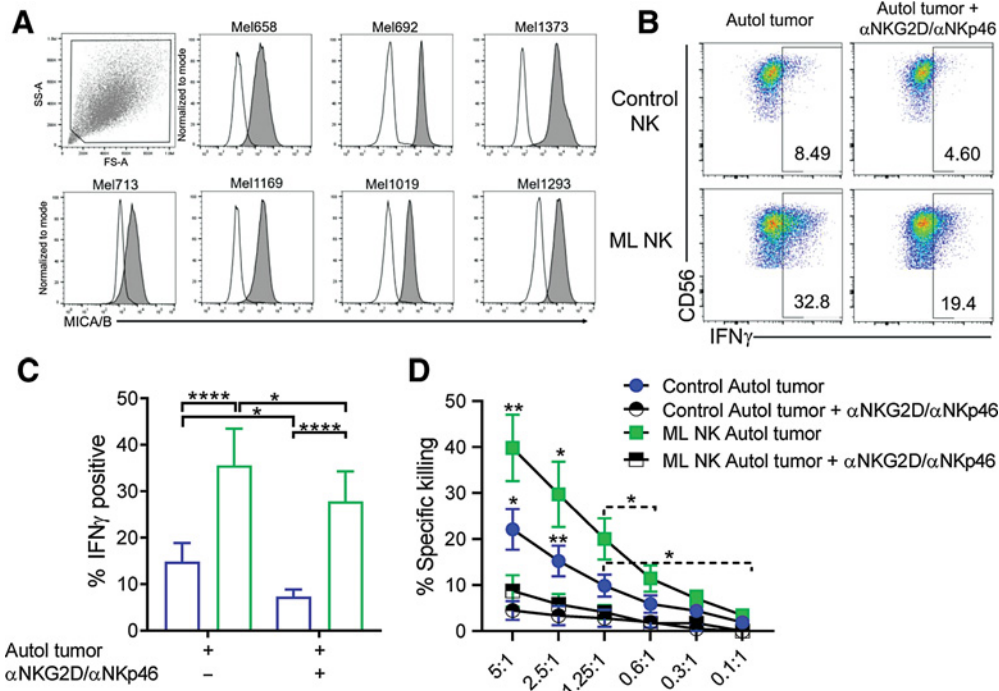 A
Mel658
Mel692
Mel1373
SS-A
FS-A
Normalized to mode
Mel713
Mel1169
Mel1019
Mel1293
Normalized to mode
MICA/B
B
Autol tumor
Autol tumor +
αNKG2D/αNKp46
Control
NK
8.49
4.60
ML NK
32.8
19.4
CD56
IFNγ
C
% IFNγ positive
50
40
30
20
10
0
****
*
*
****
Autol tumor + +
αNKG2D/αNKp46 – +
D
Control Autol tumor
Control Autol tumor + αNKG2D/αNKp46
ML NK Autol tumor
ML NK Autol tumor + αNKG2D/αNKp46
% Specific killing
50
40
30
20
10
0
**
*
*
**
*
*
5:1
2.5:1
1.25:1
0.6:1
0.3:1
0.1:1